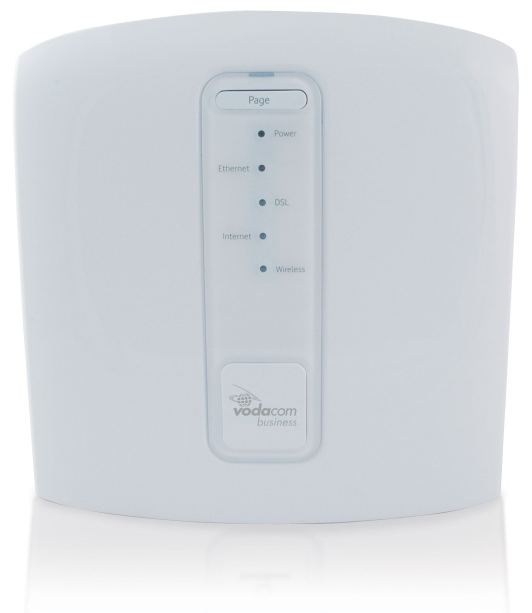 Page
Power
Ethernet
DSL
Internet
Wireless
vodacom
business